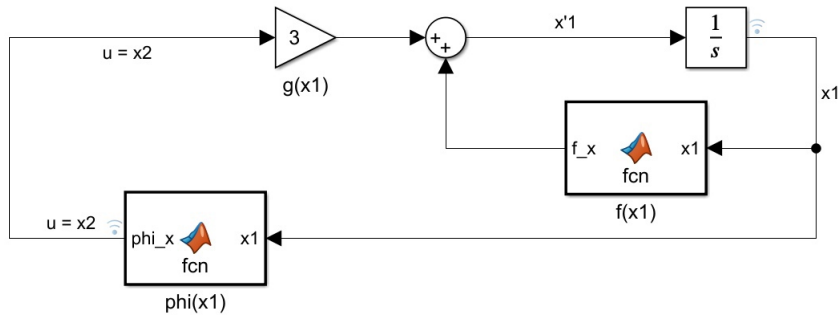 u = x2
3
g(x1)
+
+
x'1
1
s
x1
f_x
x1
fcn
f(x1)
u = x2
phi_x
x1
fcn
phi(x1)